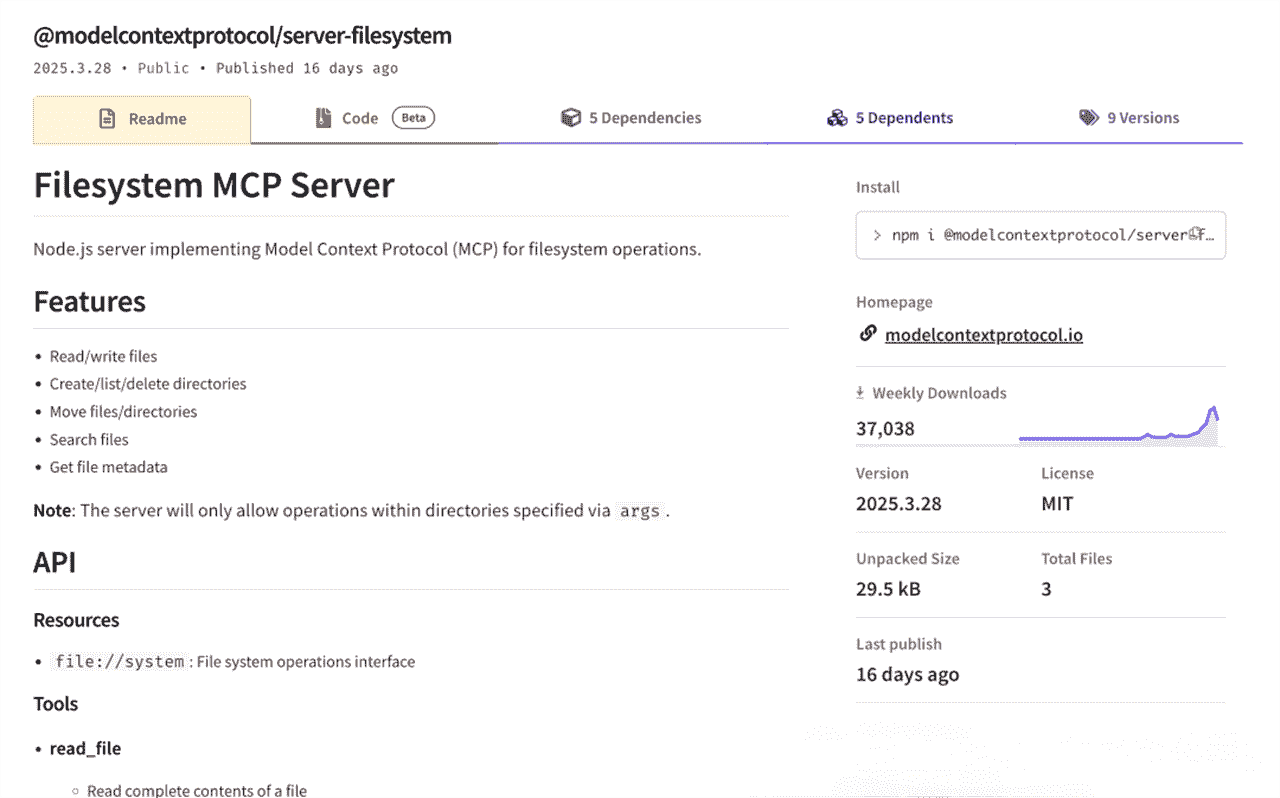 @modelcontextprotocol/server-filesystem
2025.3.28 • Public • Published 16 days ago
Readme
Code Beta
5 Dependencies
5 Dependents
9 Versions
Filesystem MCP Server
Node.js server implementing Model Context Protocol (MCP) for filesystem operations.
Features
• Read/write files
• Create/list/delete directories
• Move files/directories
• Search files
• Get file metadata
Note: The server will only allow operations within directories specified via args.
API
Resources
• file://system: File system operations interface
Tools
• read_file
◦ Read complete contents of a file
Install
> npm i @modelcontextprotocol/server-f…
Homepage
modelcontextprotocol.io
Weekly Downloads
37,038
Version
2025.3.28
License
MIT
Unpacked Size
29.5 kB
Total Files
3
Last publish
16 days ago